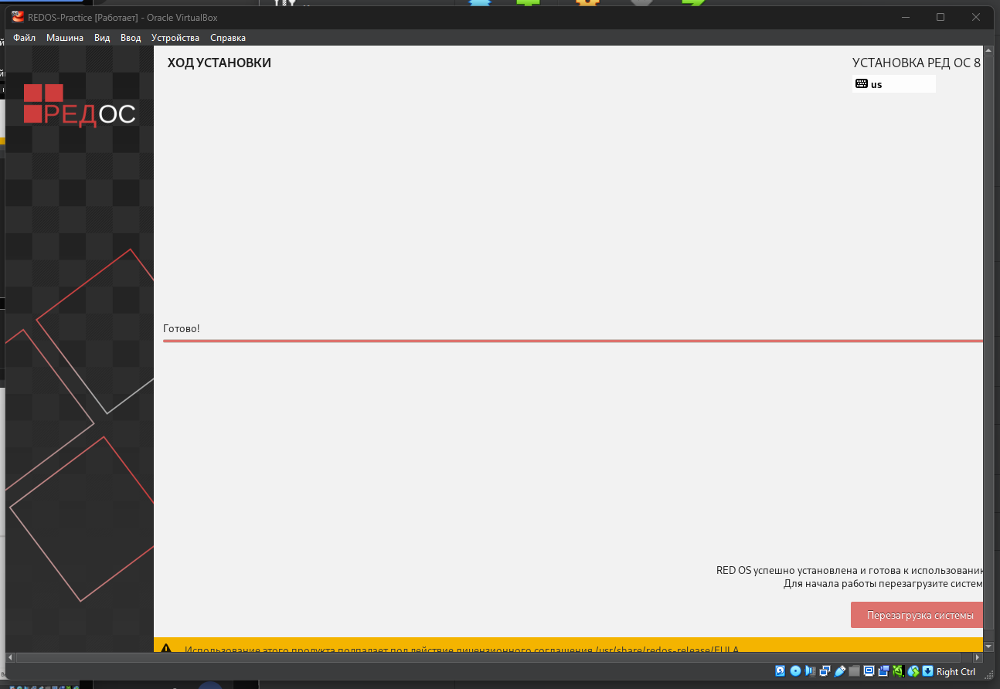 REDOS-Practice [Работает] - Oracle VirtualBox
Файл Машина Вид Ввод Устройства Справка
РЕДОС
ХОД УСТАНОВКИ
УСТАНОВКА РЕД ОС 8
us
Готово!
RED OS успешно установлена и готова к использовани
Для начала работы перезагрузите систем
Перезагрузка системы
Использование этого продукта подпадает под действие лицензионного соглашения /usr/share/redos-release/EULA
Right Ctrl